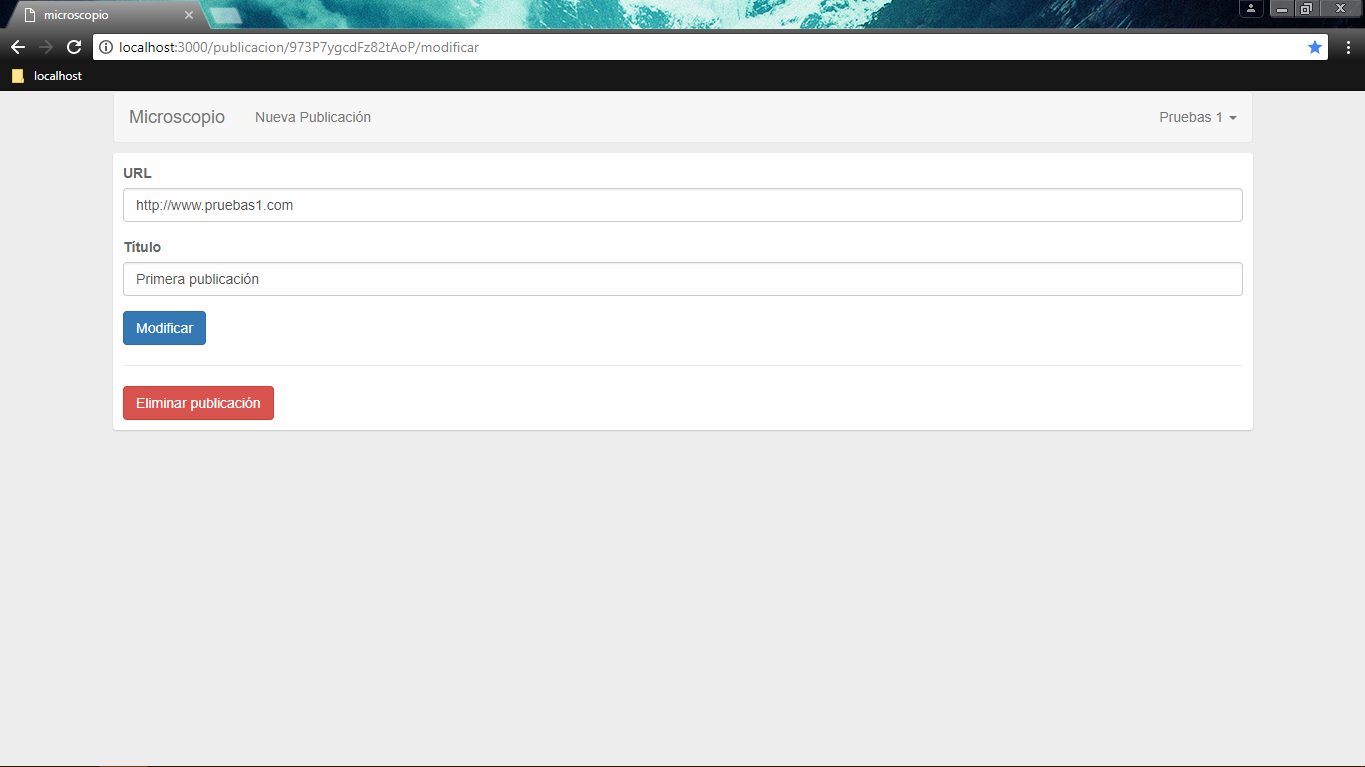 microscopio
localhost:3000/publicacion/973P7ygcdFz82tAoP/modificar
localhost
Microscopio Nueva Publicación Pruebas 1
URL
http://www.pruebas1.com
Título
Primera publicación
Modificar
Eliminar publicación